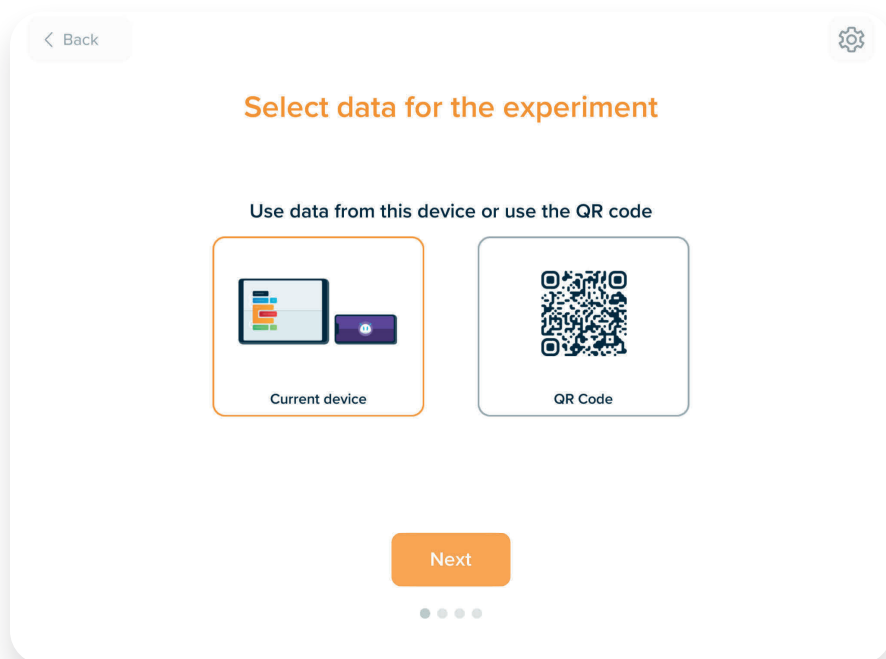 Back
Select data for the experiment
Use data from this device or use the QR code
Current device
QR Code
Next